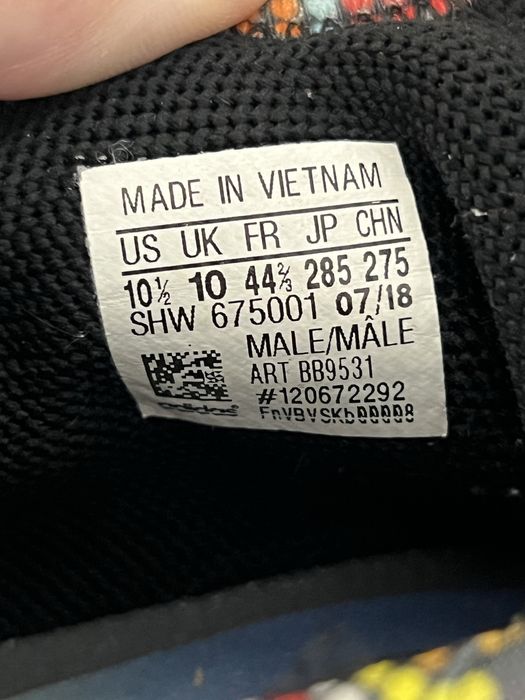 MADE IN VIETNAM
US UK FR JP CHN
10½ 10 44⅔ 285 275
SHW 675001 07/18
MALE/MÂLE
ART BB9531
#120672292
adidas